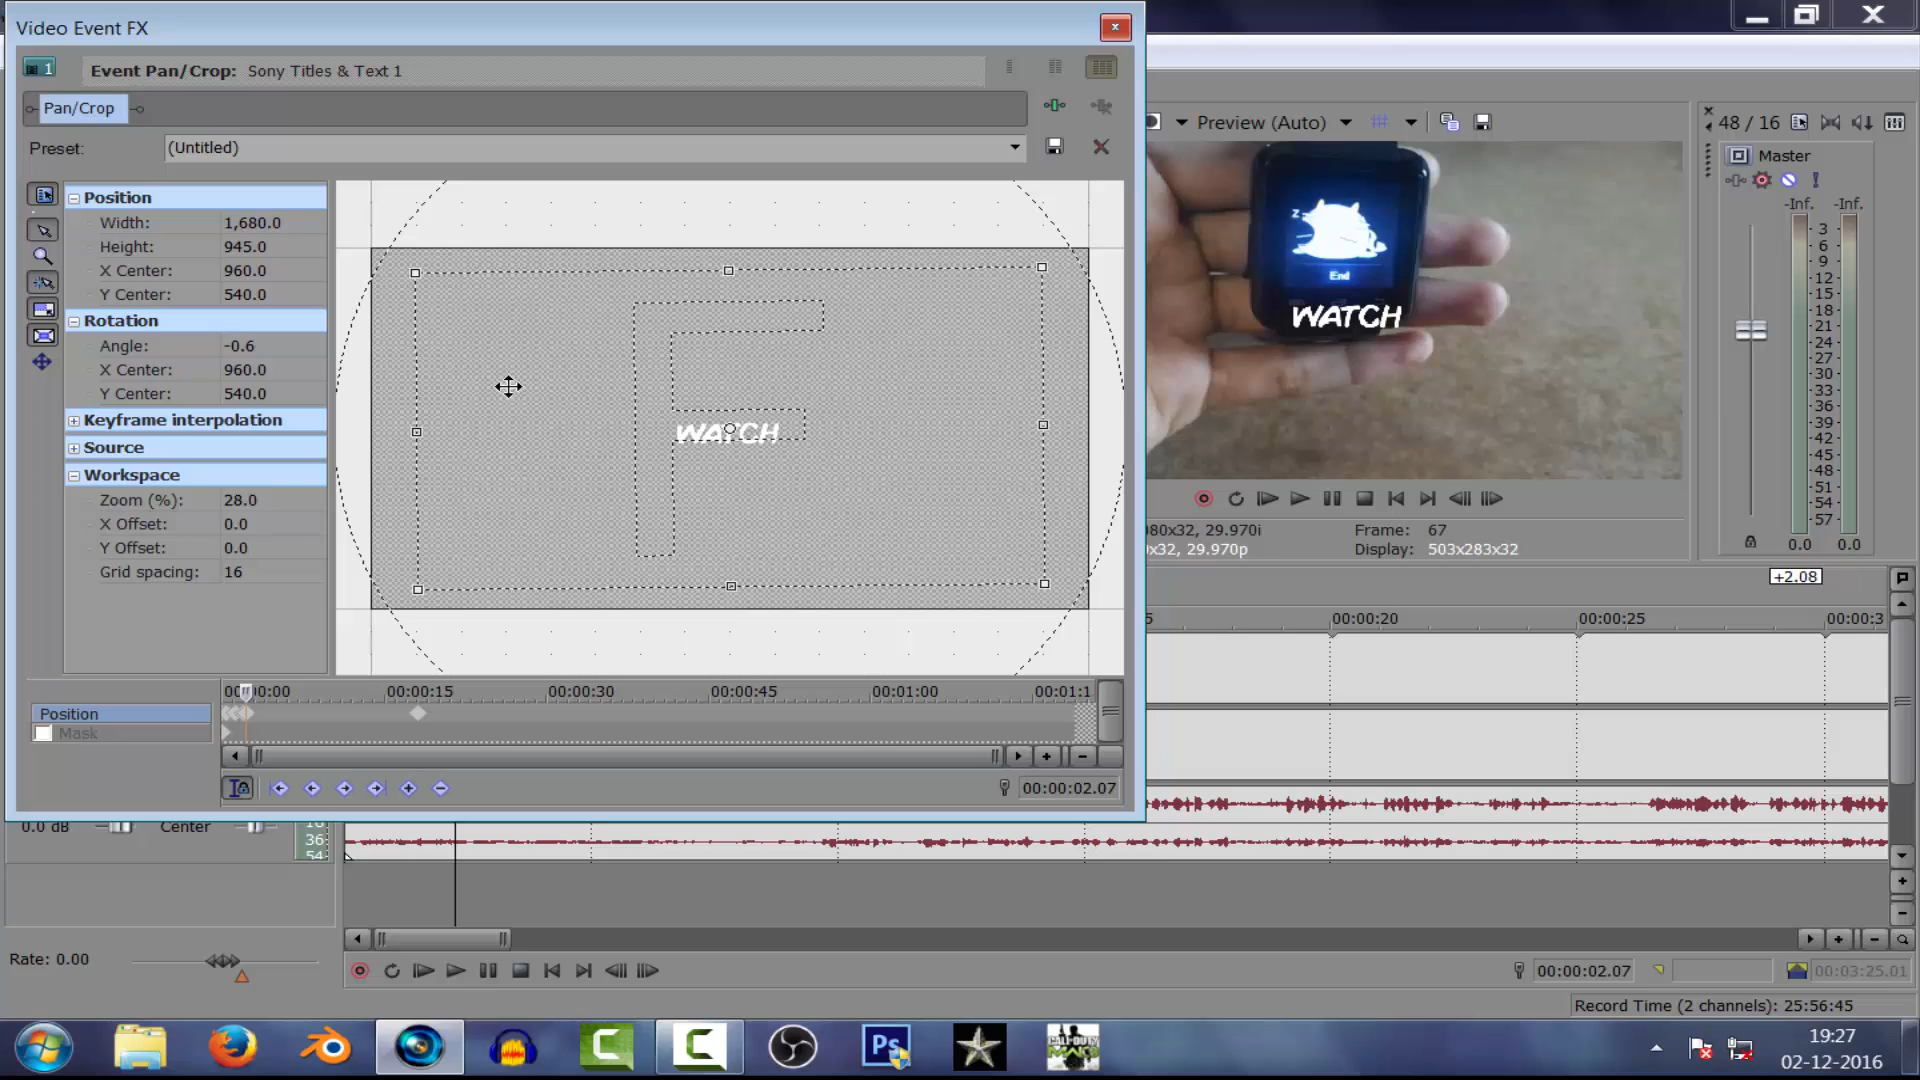 Video Event FX
1
Event Pan/Crop: Sony Titles & Text 1
Pan/Crop
Preset:
(Untitled)
Position
Width: 1,680.0
Height: 945.0
X Center: 960.0
Y Center: 540.0
Rotation
Angle: -0.6
X Center: 960.0
Y Center: 540.0
Keyframe interpolation
Source
Workspace
Zoom (%): 28.0
X Offset: 0.0
Y Offset: 0.0
Grid spacing: 16
WATCH
00:00:15
00:00:30
00:00:45
00:01:00
00:01:1
Position
Mask
00:00:02.07
Preview (Auto)
End
WATCH
80x32, 29.970i
x32, 29.970p
Frame: 67
Display: 503x283x32
48 / 16
Master
-Inf.
-Inf.
3
6
9
12
15
18
21
24
27
30
33
36
39
42
45
48
51
54
57
0.0
0.0
+2.08
00:00:20
00:00:25
00:00:3
0.0 dB
Center
36
54
Rate: 0.00
00:00:02.07
00:03:25.01
Record Time (2 channels): 25:56:45
Ps
19:27
02-12-2016